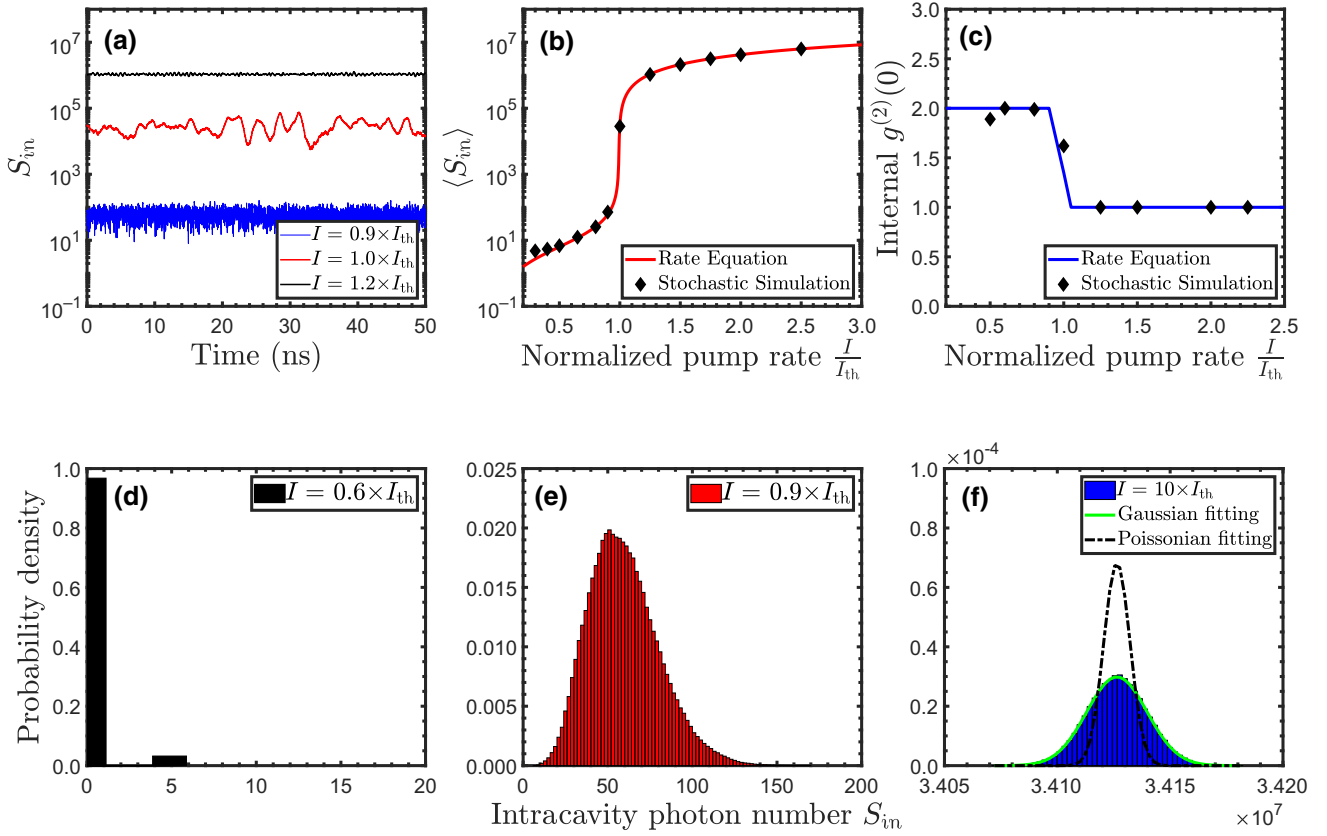 (a)
S_in
10^7
10^5
10^3
10^1
10^−1
0 10 20 30 40 50
Time (ns)
I = 0.9×I_th
I = 1.0×I_th
I = 1.2×I_th
(b)
⟨S_in⟩
10^7
10^5
10^3
10^1
10^−1
0.5 1.0 1.5 2.0 2.5 3.0
Normalized pump rate I/I_th
Rate Equation
Stochastic Simulation
(c)
Internal g^(2)(0)
3.0
2.5
2.0
1.5
1.0
0.5
0.0
0.5 1.0 1.5 2.0 2.5
Normalized pump rate I/I_th
Rate Equation
Stochastic Simulation
(d)
Probability density
1.0
0.8
0.6
0.4
0.2
0.0
0 5 10 15 20
I = 0.6×I_th
(e)
0.025
0.020
0.015
0.010
0.005
0.000
0 50 100 150 200
I = 0.9×I_th
Intracavity photon number S_in
(f)
×10^-4
1.0
0.8
0.6
0.4
0.2
0.0
3.405 3.410 3.415 3.420
×10^7
I = 10×I_th
Gaussian fitting
Poissonian fitting